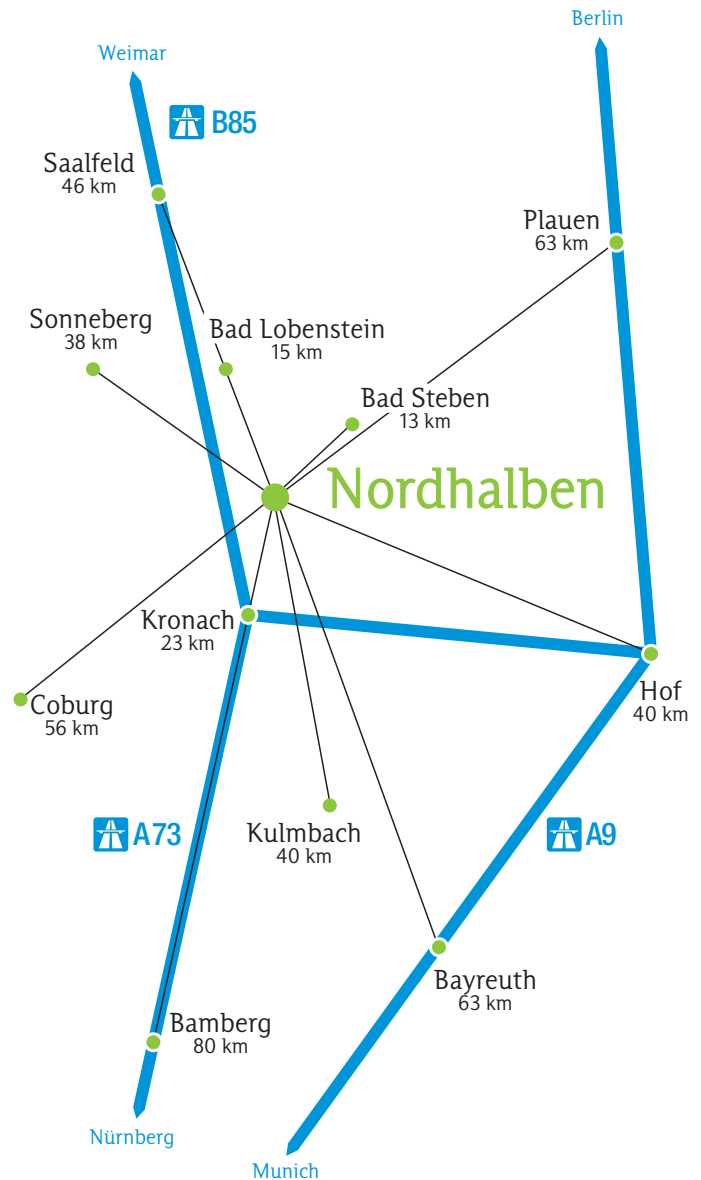 Berlin
Weimar
B85
Saalfeld
46 km
Plauen
63 km
Sonneberg
38 km
Bad Lobenstein
15 km
Bad Steben
13 km
Nordhalben
Kronach
23 km
Hof
40 km
Coburg
56 km
A73
Kulmbach
40 km
A9
Bayreuth
63 km
Bamberg
80 km
Nürnberg
Munich